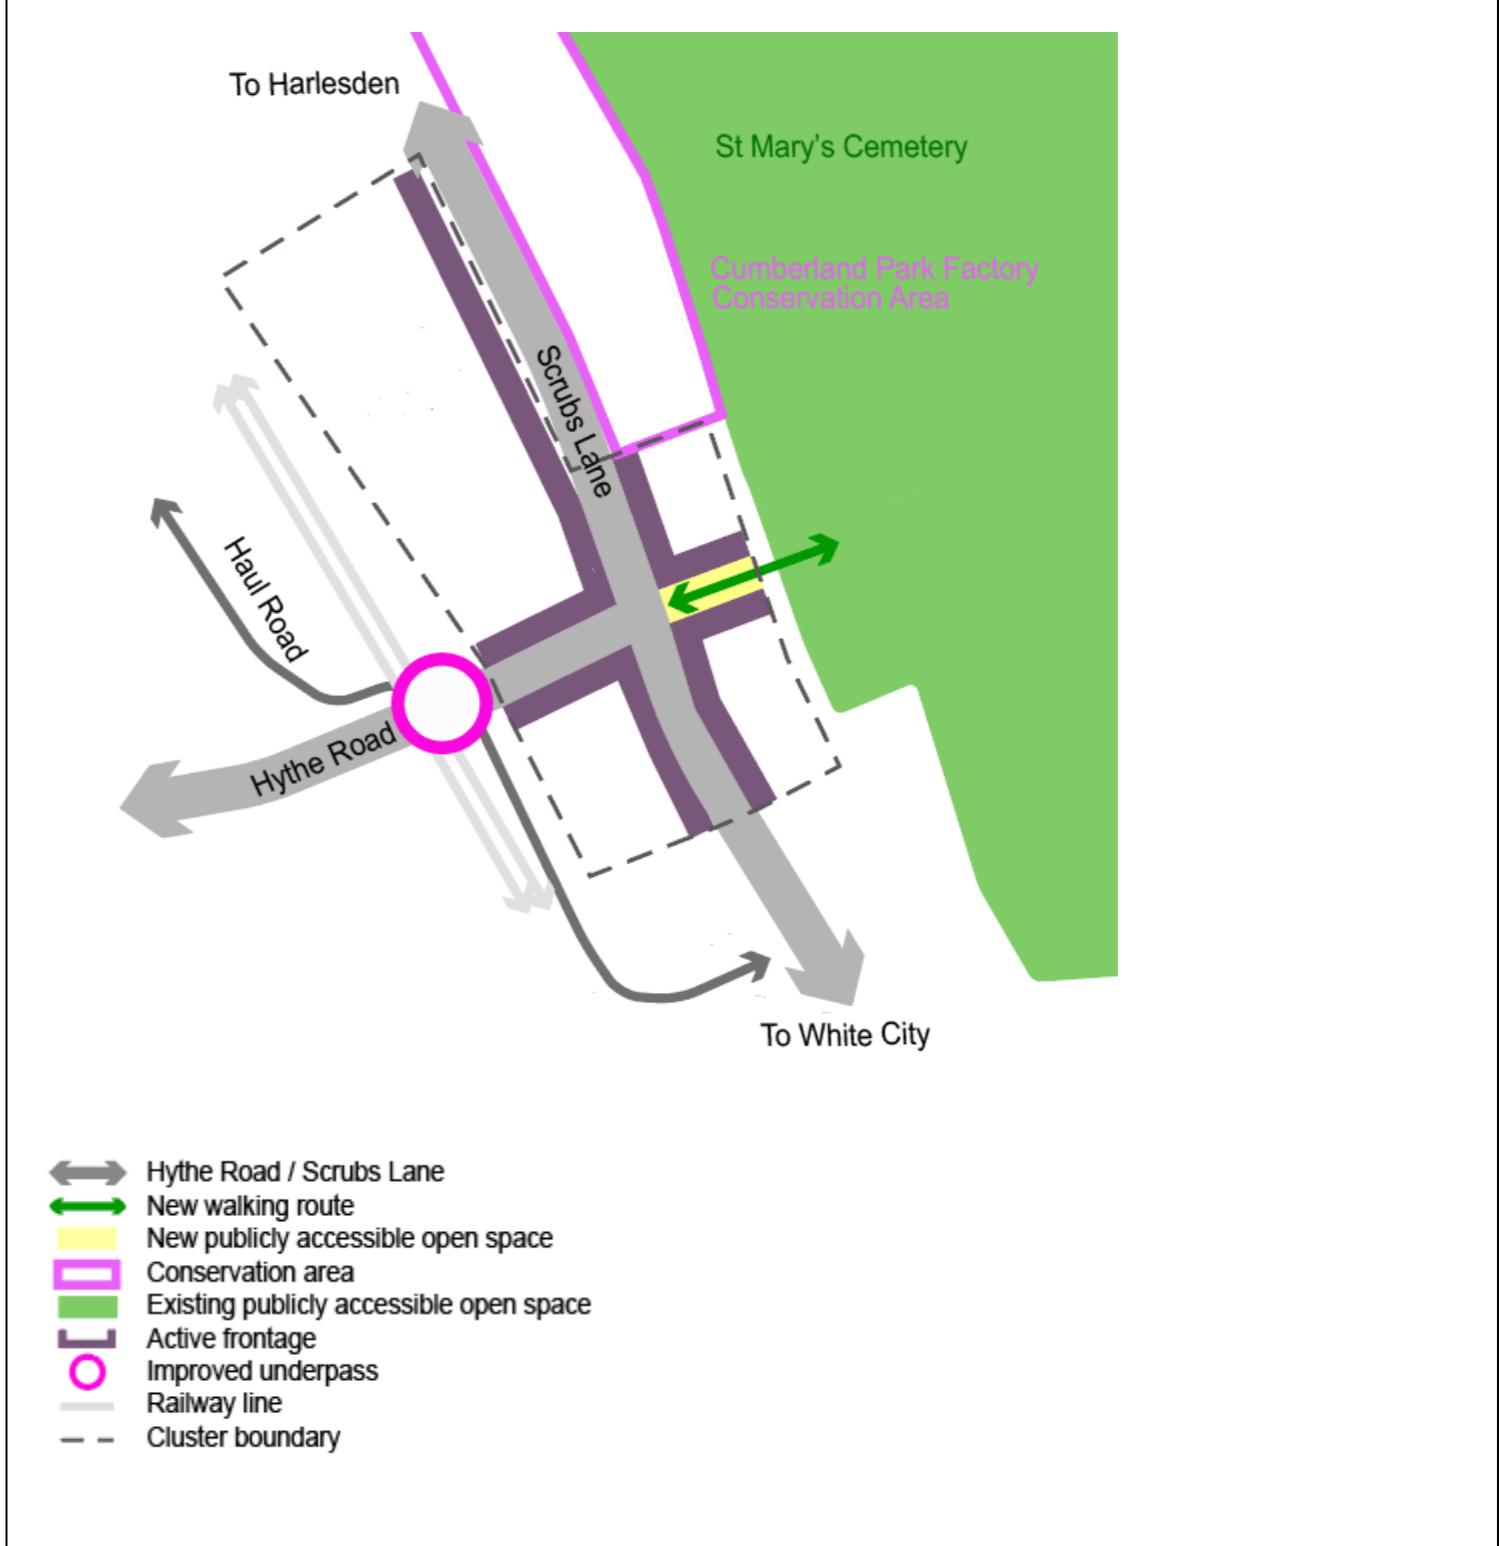 To Harlesden
St Mary's Cemetery
Cumberland Park Factory
Conservation Area
Scrubs Lane
Haul Road
Hythe Road
To White City
Hythe Road / Scrubs Lane
New walking route
New publicly accessible open space
Conservation area
Existing publicly accessible open space
Active frontage
Improved underpass
Railway line
Cluster boundary